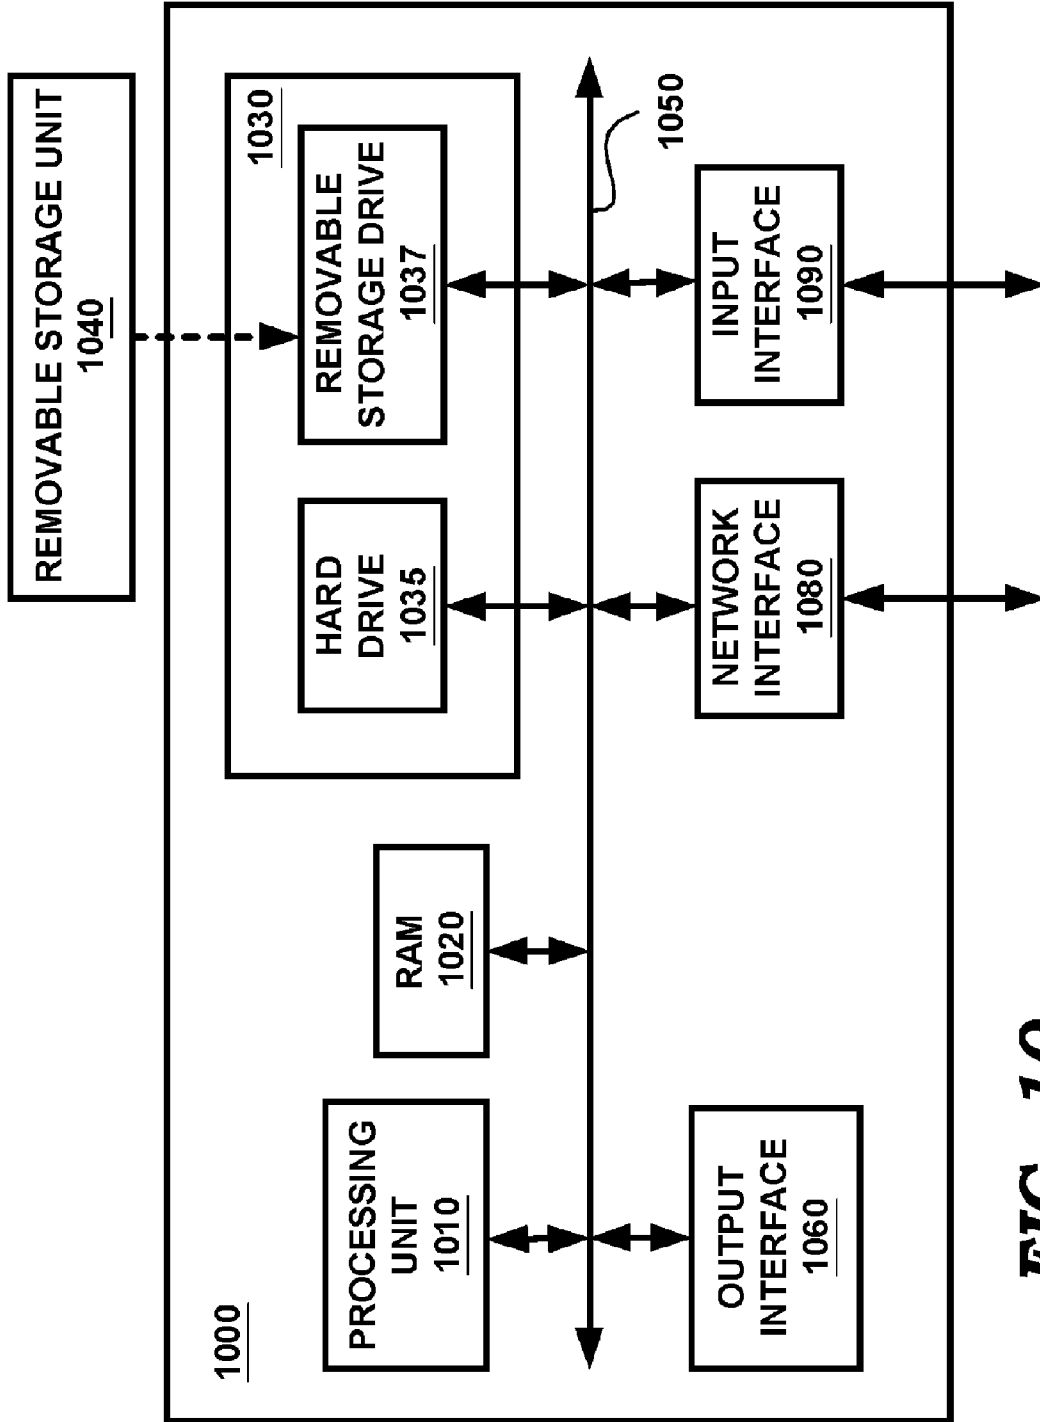 REMOVABLE STORAGE UNIT
1040
1000
1030
PROCESSING
UNIT
1010
RAM
1020
HARD
DRIVE
1035
REMOVABLE
STORAGE DRIVE
1037
1050
OUTPUT
INTERFACE
1060
NETWORK
INTERFACE
1080
INPUT
INTERFACE
1090